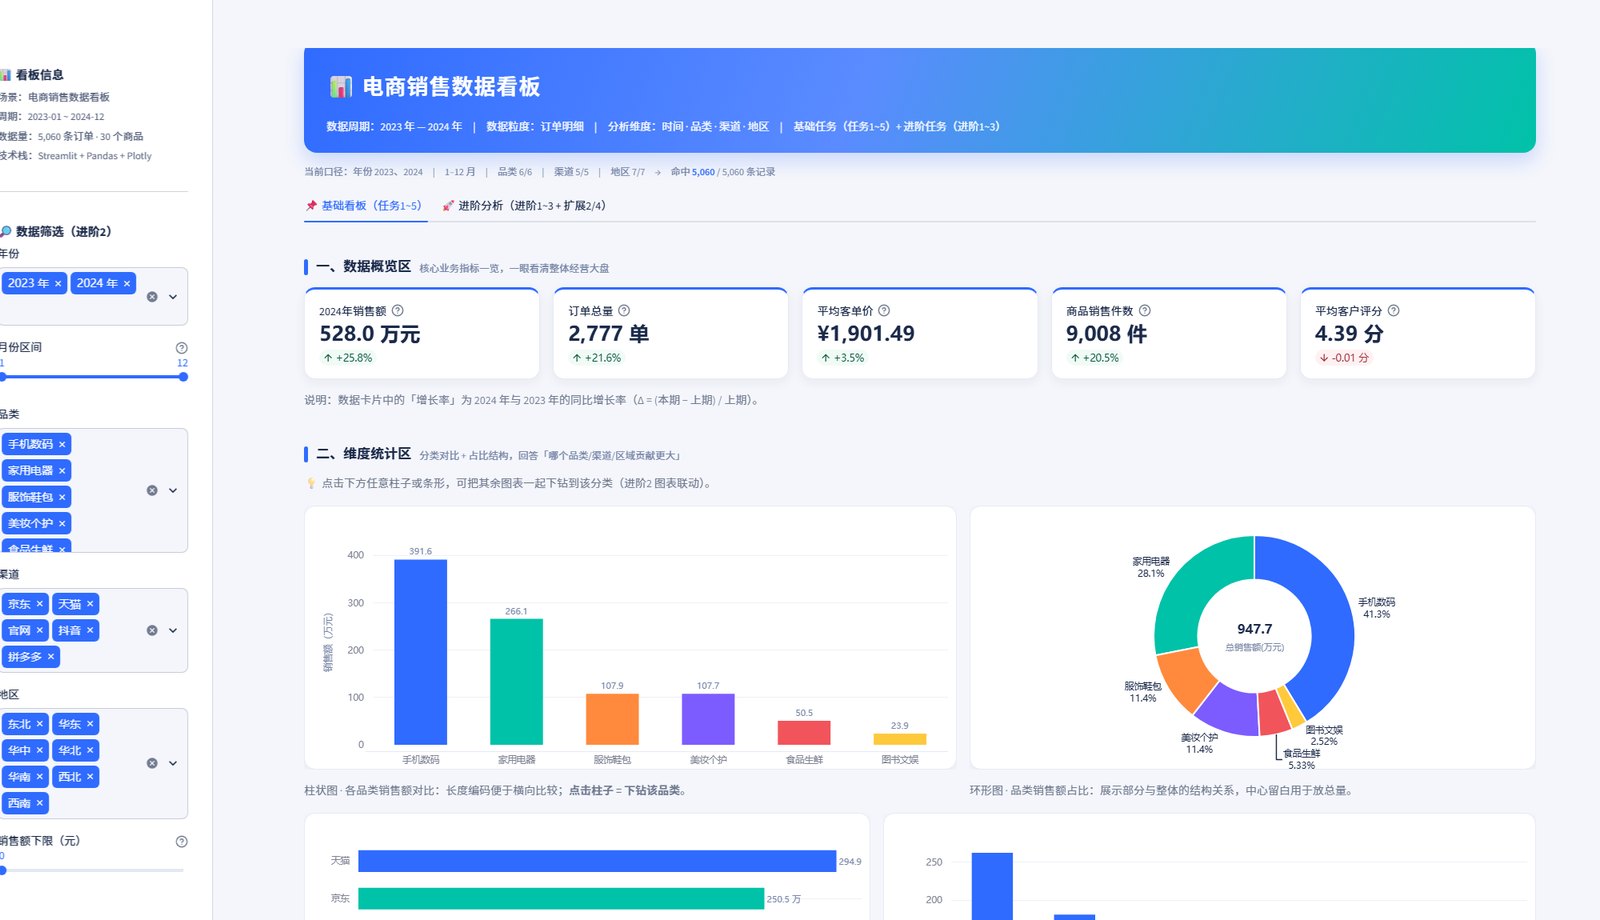 看板信息
场景：电商销售数据看板
周期：2023-01 ~ 2024-12
数据量：5,060 条订单 · 30 个商品
技术栈：Streamlit + Pandas + Plotly
数据筛选（进阶2）
年份
2023 年 ×
2024 年 ×
月份区间
1
12
品类
手机数码 ×
家用电器 ×
服饰鞋包 ×
美妆个护 ×
食品生鲜 ×
渠道
京东 ×
天猫 ×
官网 ×
抖音 ×
拼多多 ×
地区
东北 ×
华东 ×
华中 ×
华北 ×
华南 ×
西北 ×
西南 ×
销售额下限（元）
0
电商销售数据看板
数据周期：2023 年 — 2024 年 | 数据粒度：订单明细 | 分析维度：时间 · 品类 · 渠道 · 地区 | 基础任务（任务1~5）+ 进阶任务（进阶1~3）
当前口径：年份 2023、2024 | 1–12 月 | 品类 6/6 | 渠道 5/5 | 地区 7/7 → 命中 5,060 / 5,060 条记录
基础看板（任务1~5）
进阶分析（进阶1~3 + 扩展2/4）
一、数据概览区 核心业务指标一览，一眼看清整体经营大盘
2024年销售额
528.0 万元
↑ +25.8%
订单总量
2,777 单
↑ +21.6%
平均客单价
¥1,901.49
↑ +3.5%
商品销售件数
9,008 件
↑ +20.5%
平均客户评分
4.39 分
↓ -0.01 分
说明：数据卡片中的「增长率」为 2024 年与 2023 年的同比增长率（Δ = (本期 − 上期) / 上期）。
二、维度统计区 分类对比 + 占比结构，回答「哪个品类/渠道/区域贡献更大」
点击下方任意柱子或条形，可把其余图表一起下钻到该分类（进阶2 图表联动）。
销售额（万元）
400
300
200
100
0
391.6
266.1
107.9
107.7
50.5
23.9
手机数码
家用电器
服饰鞋包
美妆个护
食品生鲜
图书文娱
家用电器
28.1%
手机数码
41.3%
947.7
总销售额(万元)
服饰鞋包
11.4%
美妆个护
11.4%
图书文娱
2.52%
食品生鲜
5.33%
柱状图 · 各品类销售额对比：长度编码便于横向比较；点击柱子 = 下钻该品类。
环形图 · 品类销售额占比：展示部分与整体的结构关系，中心留白用于放总量。
天猫
294.9
京东
250.5 万
250
200